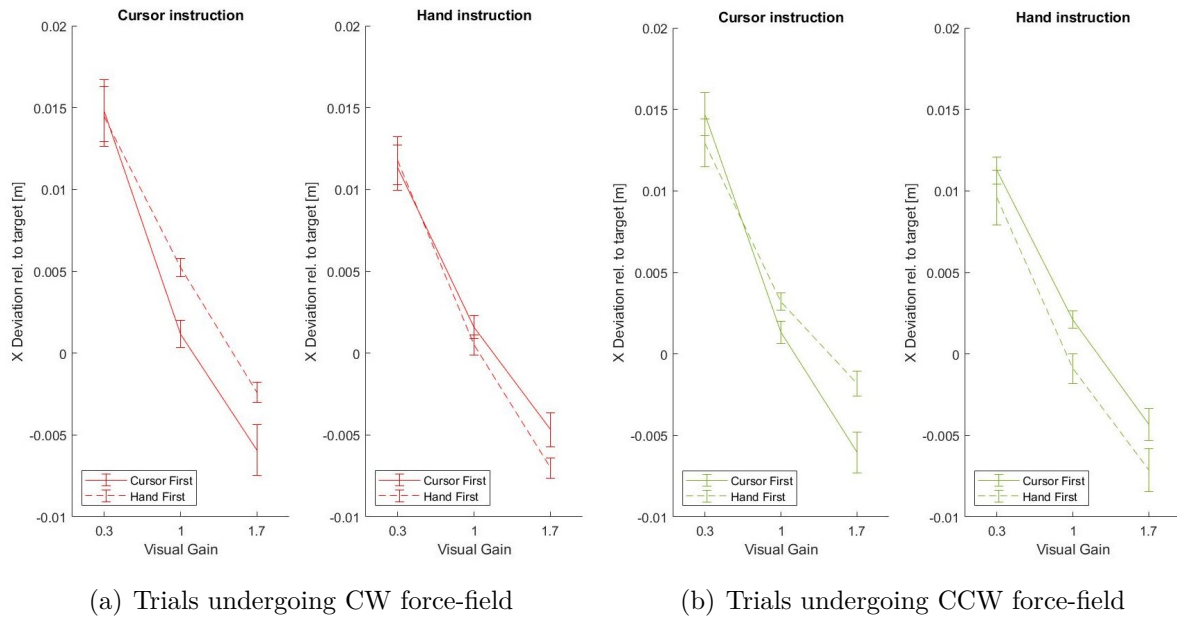 Cursor instruction
0.02
0.015
0.01
0.005
0
-0.005
-0.01
X Deviation rel. to target [m]
0.3
1
1.7
Visual Gain
Cursor First
Hand First
Hand instruction
0.02
0.015
0.01
0.005
0
-0.005
-0.01
X Deviation rel. to target [m]
0.3
1
1.7
Visual Gain
Cursor First
Hand First
(a) Trials undergoing CW force-field
Cursor instruction
0.02
0.015
0.01
0.005
0
-0.005
-0.01
X Deviation rel. to target [m]
0.3
1
1.7
Visual Gain
Cursor First
Hand First
Hand instruction
0.02
0.015
0.01
0.005
0
-0.005
-0.01
X Deviation rel. to target [m]
0.3
1
1.7
Visual Gain
Cursor First
Hand First
(b) Trials undergoing CCW force-field